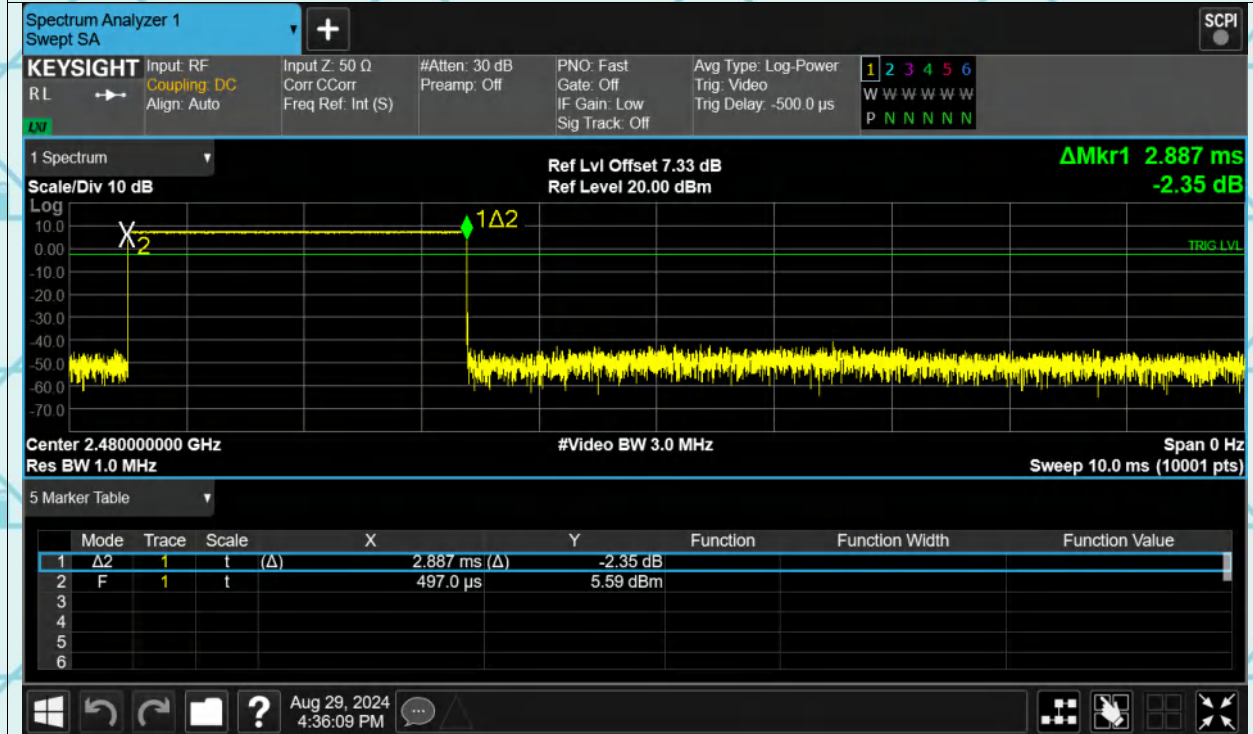 Spectrum Analyzer 1
Swept SA
+
SCPI
KEYSIGHT
RL
LXI
Input: RF
Coupling: DC
Align: Auto
Input Z: 50 Ω
Corr CCorr
Freq Ref: Int (S)
#Atten: 30 dB
Preamp: Off
PNO: Fast
Gate: Off
IF Gain: Low
Sig Track: Off
Avg Type: Log-Power
Trig: Video
Trig Delay: -500.0 µs
1 2 3 4 5 6
W W W W W W
P N N N N N
1 Spectrum
Scale/Div 10 dB
Ref Lvl Offset 7.33 dB
Ref Level 20.00 dBm
ΔMkr1 2.887 ms
-2.35 dB
Log
10.0
0.00
-10.0
-20.0
-30.0
-40.0
-50.0
-60.0
-70.0
2
1Δ2
TRIG LVL
Center 2.480000000 GHz
#Video BW 3.0 MHz
Span 0 Hz
Res BW 1.0 MHz
Sweep 10.0 ms (10001 pts)
5 Marker Table
Mode Trace Scale X Y Function Function Width Function Value
1 Δ2 1 t (Δ) 2.887 ms (Δ) -2.35 dB
2 F 1 t 497.0 µs 5.59 dBm
3
4
5
6
?
Aug 29, 2024
4:36:09 PM